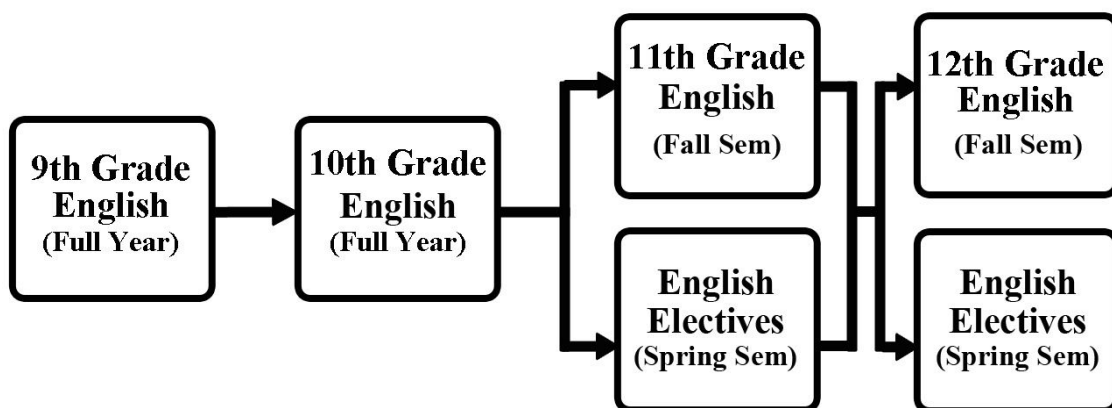 9th Grade
English
(Full Year)
10th Grade
English
(Full Year)
11th Grade
English
(Fall Sem)
English
Electives
(Spring Sem)
12th Grade
English
(Fall Sem)
English
Electives
(Spring Sem)